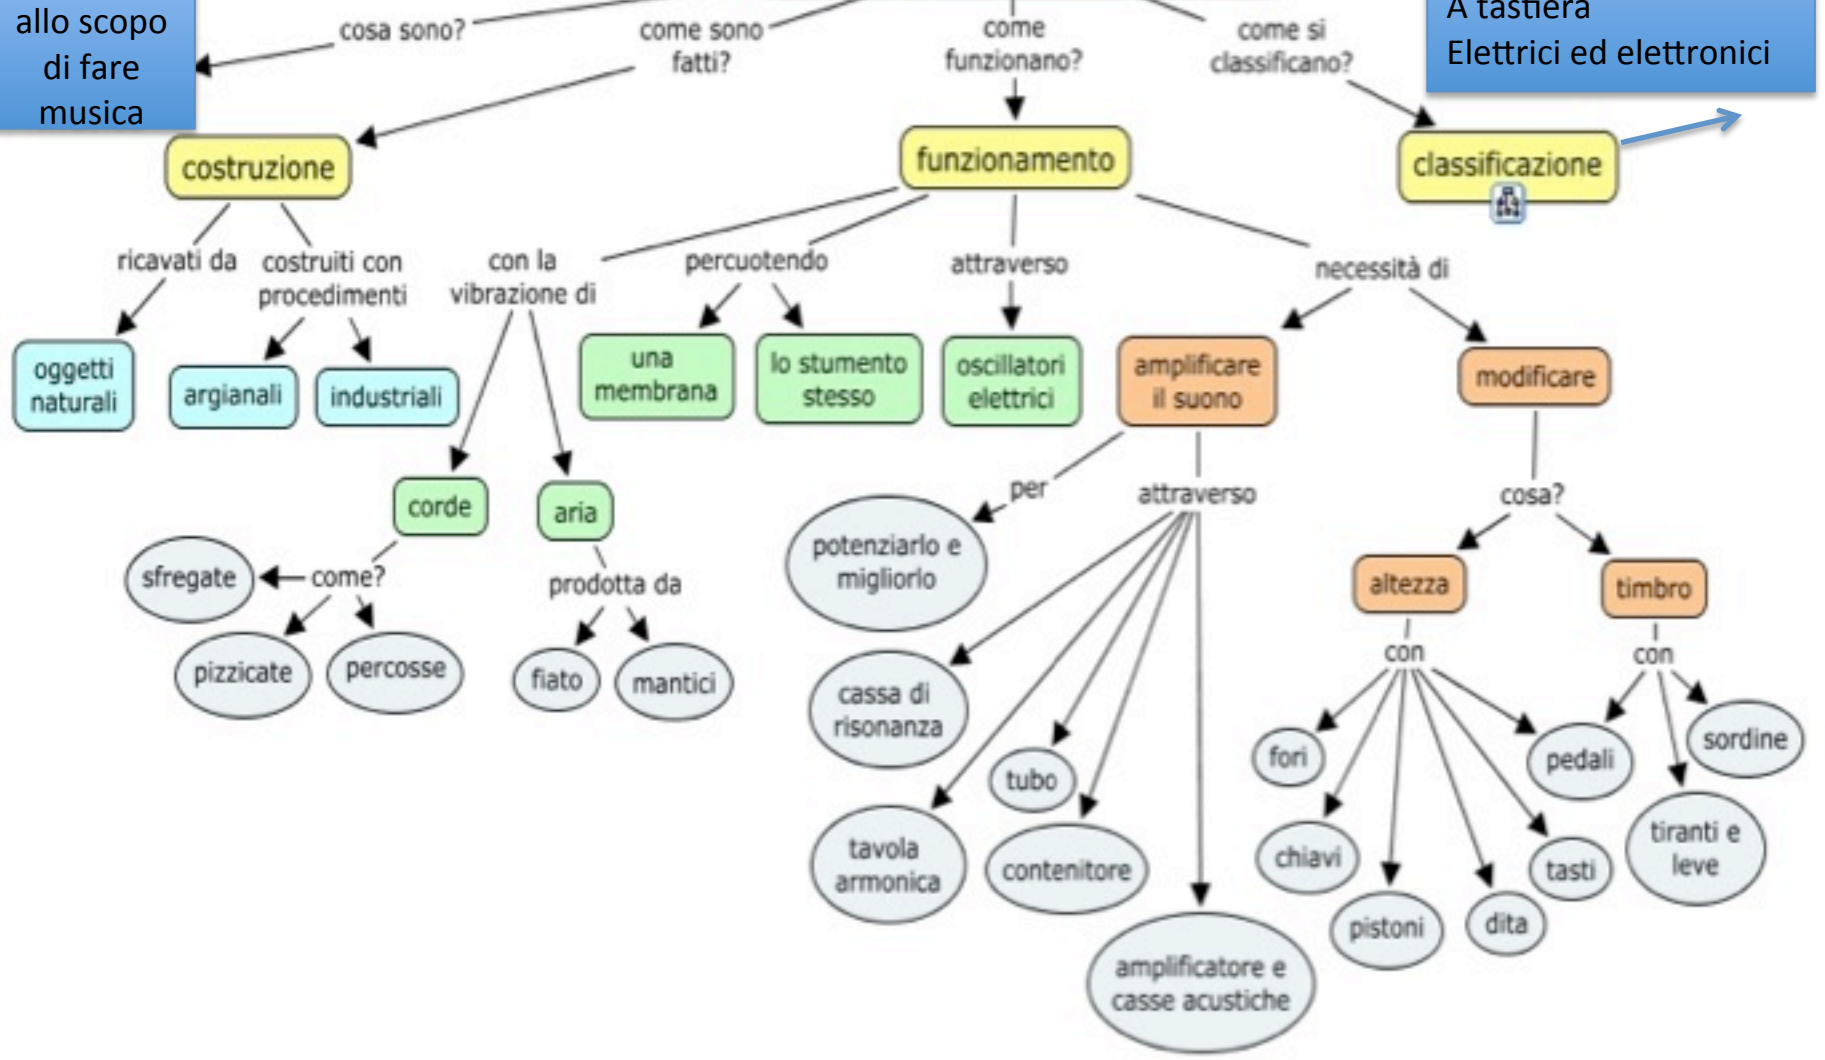 allo scopo
di fare
musica
cosa sono?
come sono
fatti?
come
funzionano?
come si
classificano?
A tastiera
Elettrici ed elettronici
costruzione
funzionamento
classificazione
ricavati da
costruiti con
procedimenti
con la
vibrazione di
percuotendo
attraverso
necessità di
oggetti
naturali
argianali
industriali
una
membrana
lo stumento
stesso
oscillatori
elettrici
amplificare
il suono
modificare
corde
aria
per
attraverso
cosa?
sfregate
come?
prodotta da
potenziarlo e
migliorlo
altezza
timbro
pizzicate
percosse
fiato
mantici
cassa di
risonanza
con
con
fori
pedali
sordine
tubo
tavola
armonica
contenitore
chiavi
tasti
tiranti e
leve
pistoni
dita
amplificatore e
casse acustiche